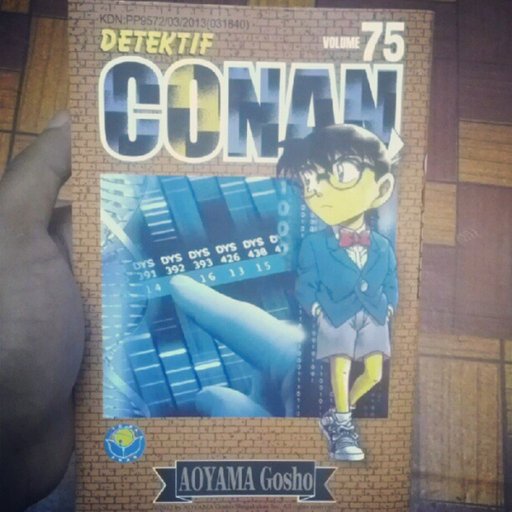 KDN:PP9572/03/2013(031840)
DETEKTIF
VOLUME 75
CONAN
DYS DYS DYS DYS DYS D
391 392 393 426 438 4
14 16 13 15
AOYAMA Gosho